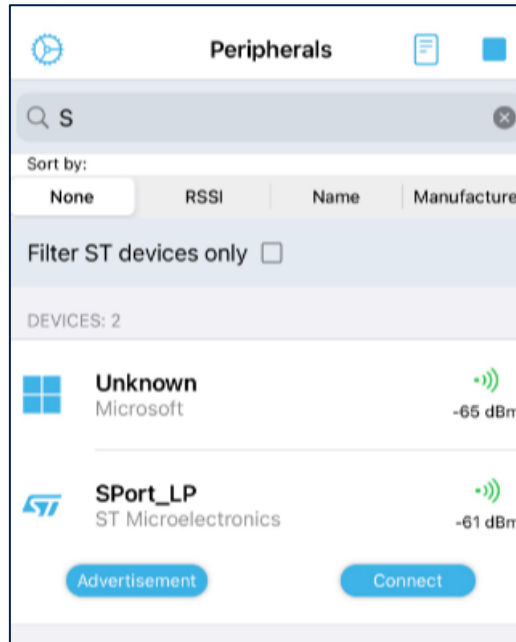 Peripherals
S
Sort by:
None RSSI Name Manufacture
Filter ST devices only
DEVICES: 2
Unknown
Microsoft
-65 dBm
SPort_LP
ST Microelectronics
-61 dBm
Advertisement Connect